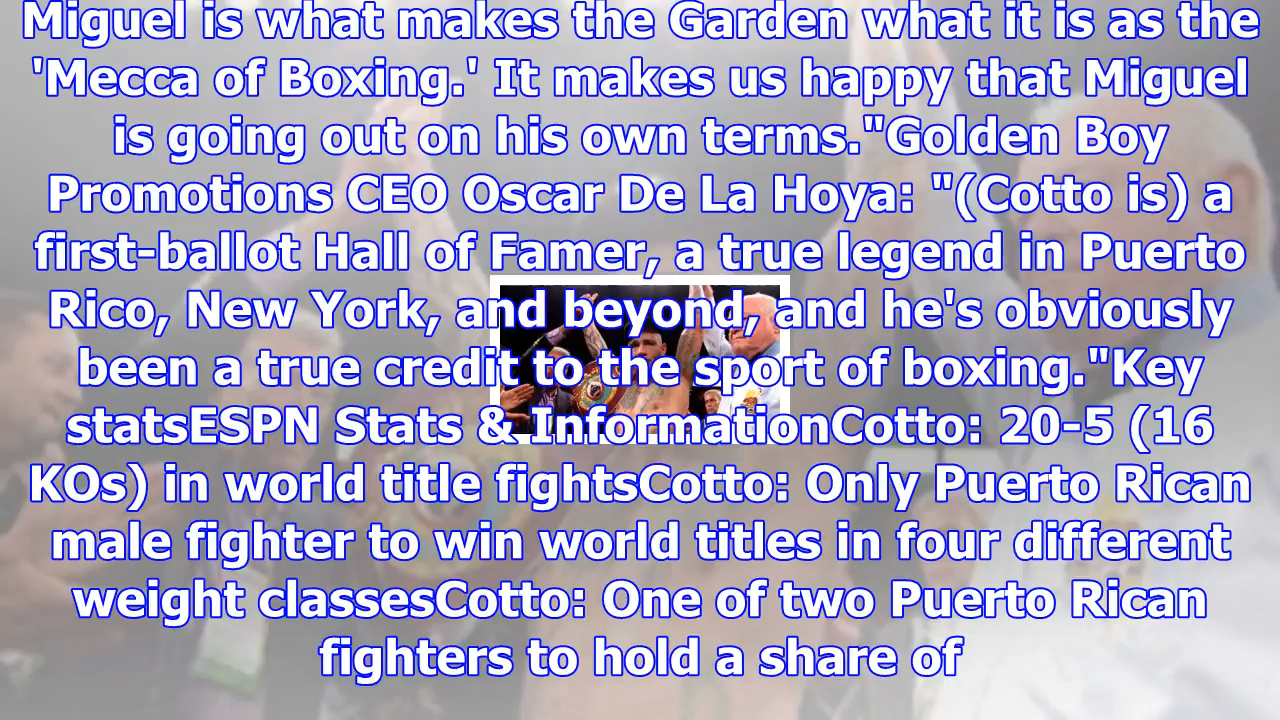 Miguel is what makes the Garden what it is as the
'Mecca of Boxing.' It makes us happy that Miguel
is going out on his own terms."Golden Boy
Promotions CEO Oscar De La Hoya: "(Cotto is) a
first-ballot Hall of Famer, a true legend in Puerto
Rico, New York, and beyond, and he's obviously
been a true credit to the sport of boxing."Key
statsESPN Stats & InformationCotto: 20-5 (16
KOs) in world title fightsCotto: Only Puerto Rican
male fighter to win world titles in four different
weight classesCotto: One of two Puerto Rican
fighters to hold a share of